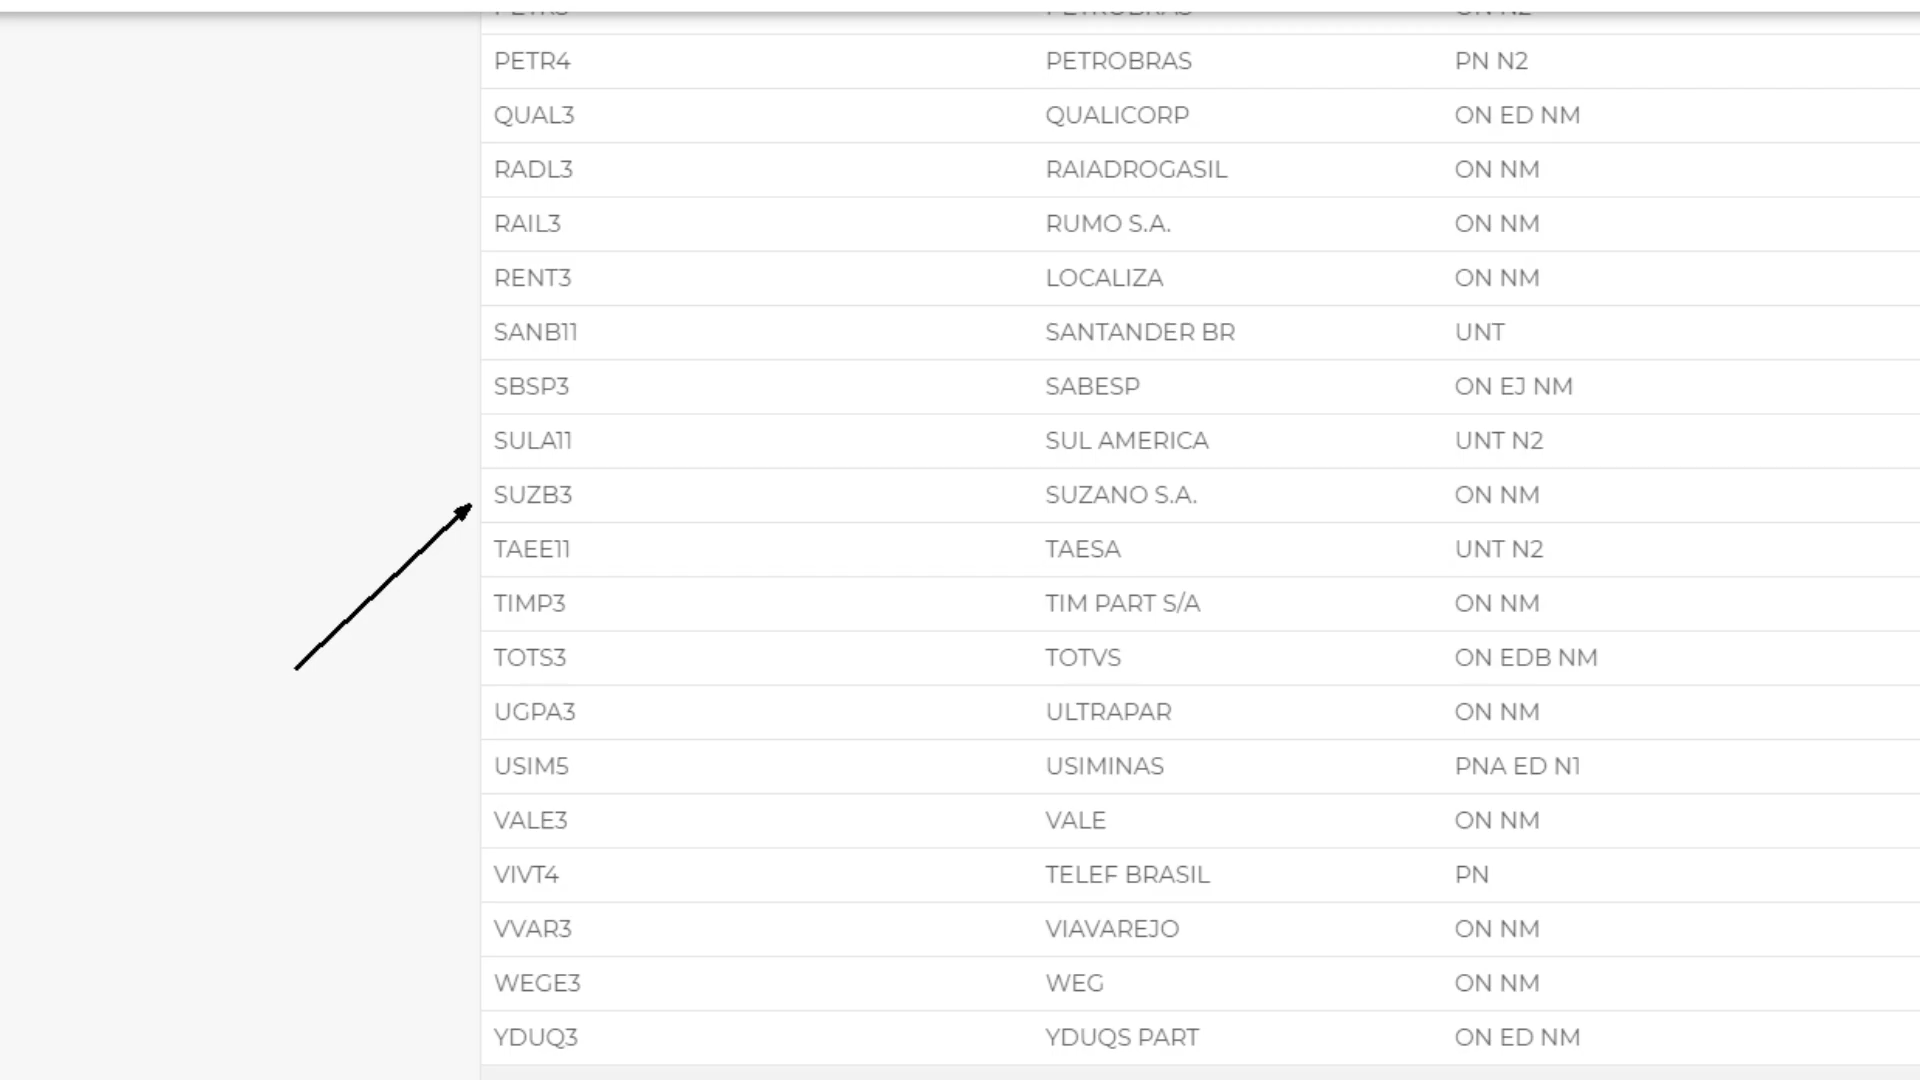 PETR4 PETROBRAS PN N2
QUAL3 QUALICORP ON ED NM
RADL3 RAIADROGASIL ON NM
RAIL3 RUMO S.A. ON NM
RENT3 LOCALIZA ON NM
SANB11 SANTANDER BR UNT
SBSP3 SABESP ON EJ NM
SULA11 SUL AMERICA UNT N2
SUZB3 SUZANO S.A. ON NM
TAEE11 TAESA UNT N2
TIMP3 TIM PART S/A ON NM
TOTS3 TOTVS ON EDB NM
UGPA3 ULTRAPAR ON NM
USIM5 USIMINAS PNA ED N1
VALE3 VALE ON NM
VIVT4 TELEF BRASIL PN
VVAR3 VIAVAREJO ON NM
WEGE3 WEG ON NM
YDUQ3 YDUQS PART ON ED NM